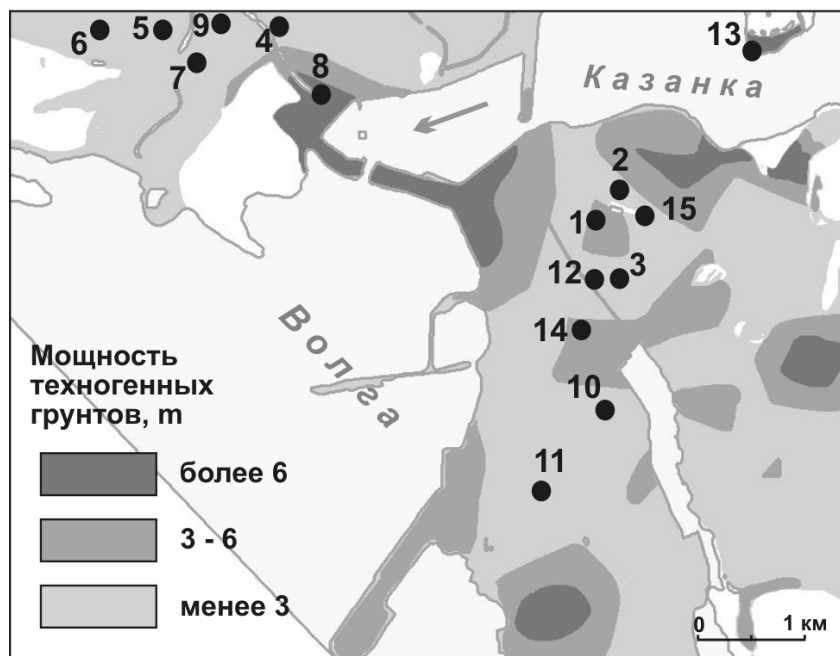 6
5
9
4
7
8
13
Казанка
2
1
15
12
3
14
Волга
10
11
Мощность
техногенных
грунтов, m
более 6
3 - 6
менее 3
0 1 км